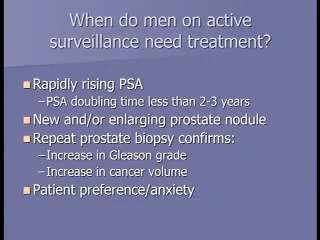 When do men on active
surveillance need treatment?
Rapidly rising PSA
–PSA doubling time less than 2-3 years
New and/or enlarging prostate nodule
Repeat prostate biopsy confirms:
–Increase in Gleason grade
–Increase in cancer volume
Patient preference/anxiety